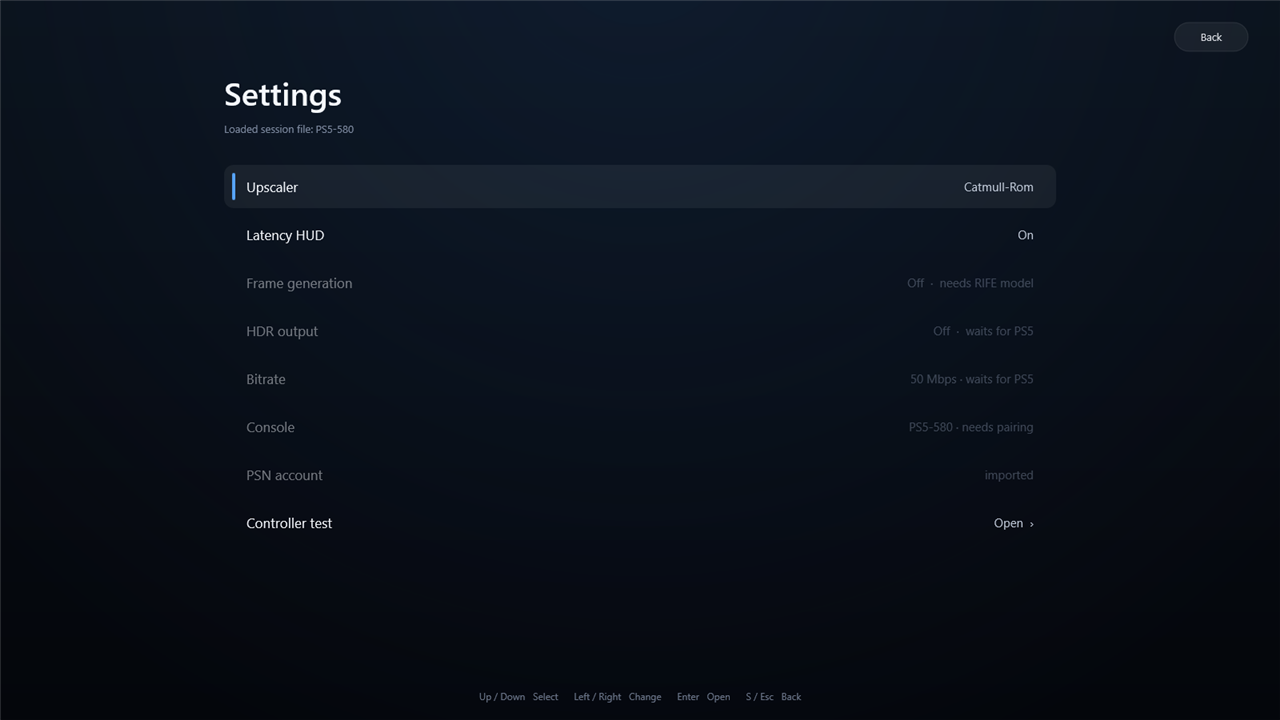 Back
Settings
Loaded session file: PS5-580
Upscaler Catmull-Rom
Latency HUD On
Frame generation Off · needs RIFE model
HDR output Off · waits for PS5
Bitrate 50 Mbps · waits for PS5
Console PS5-580 · needs pairing
PSN account imported
Controller test Open ›
Up / Down Select Left / Right Change Enter Open S / Esc Back